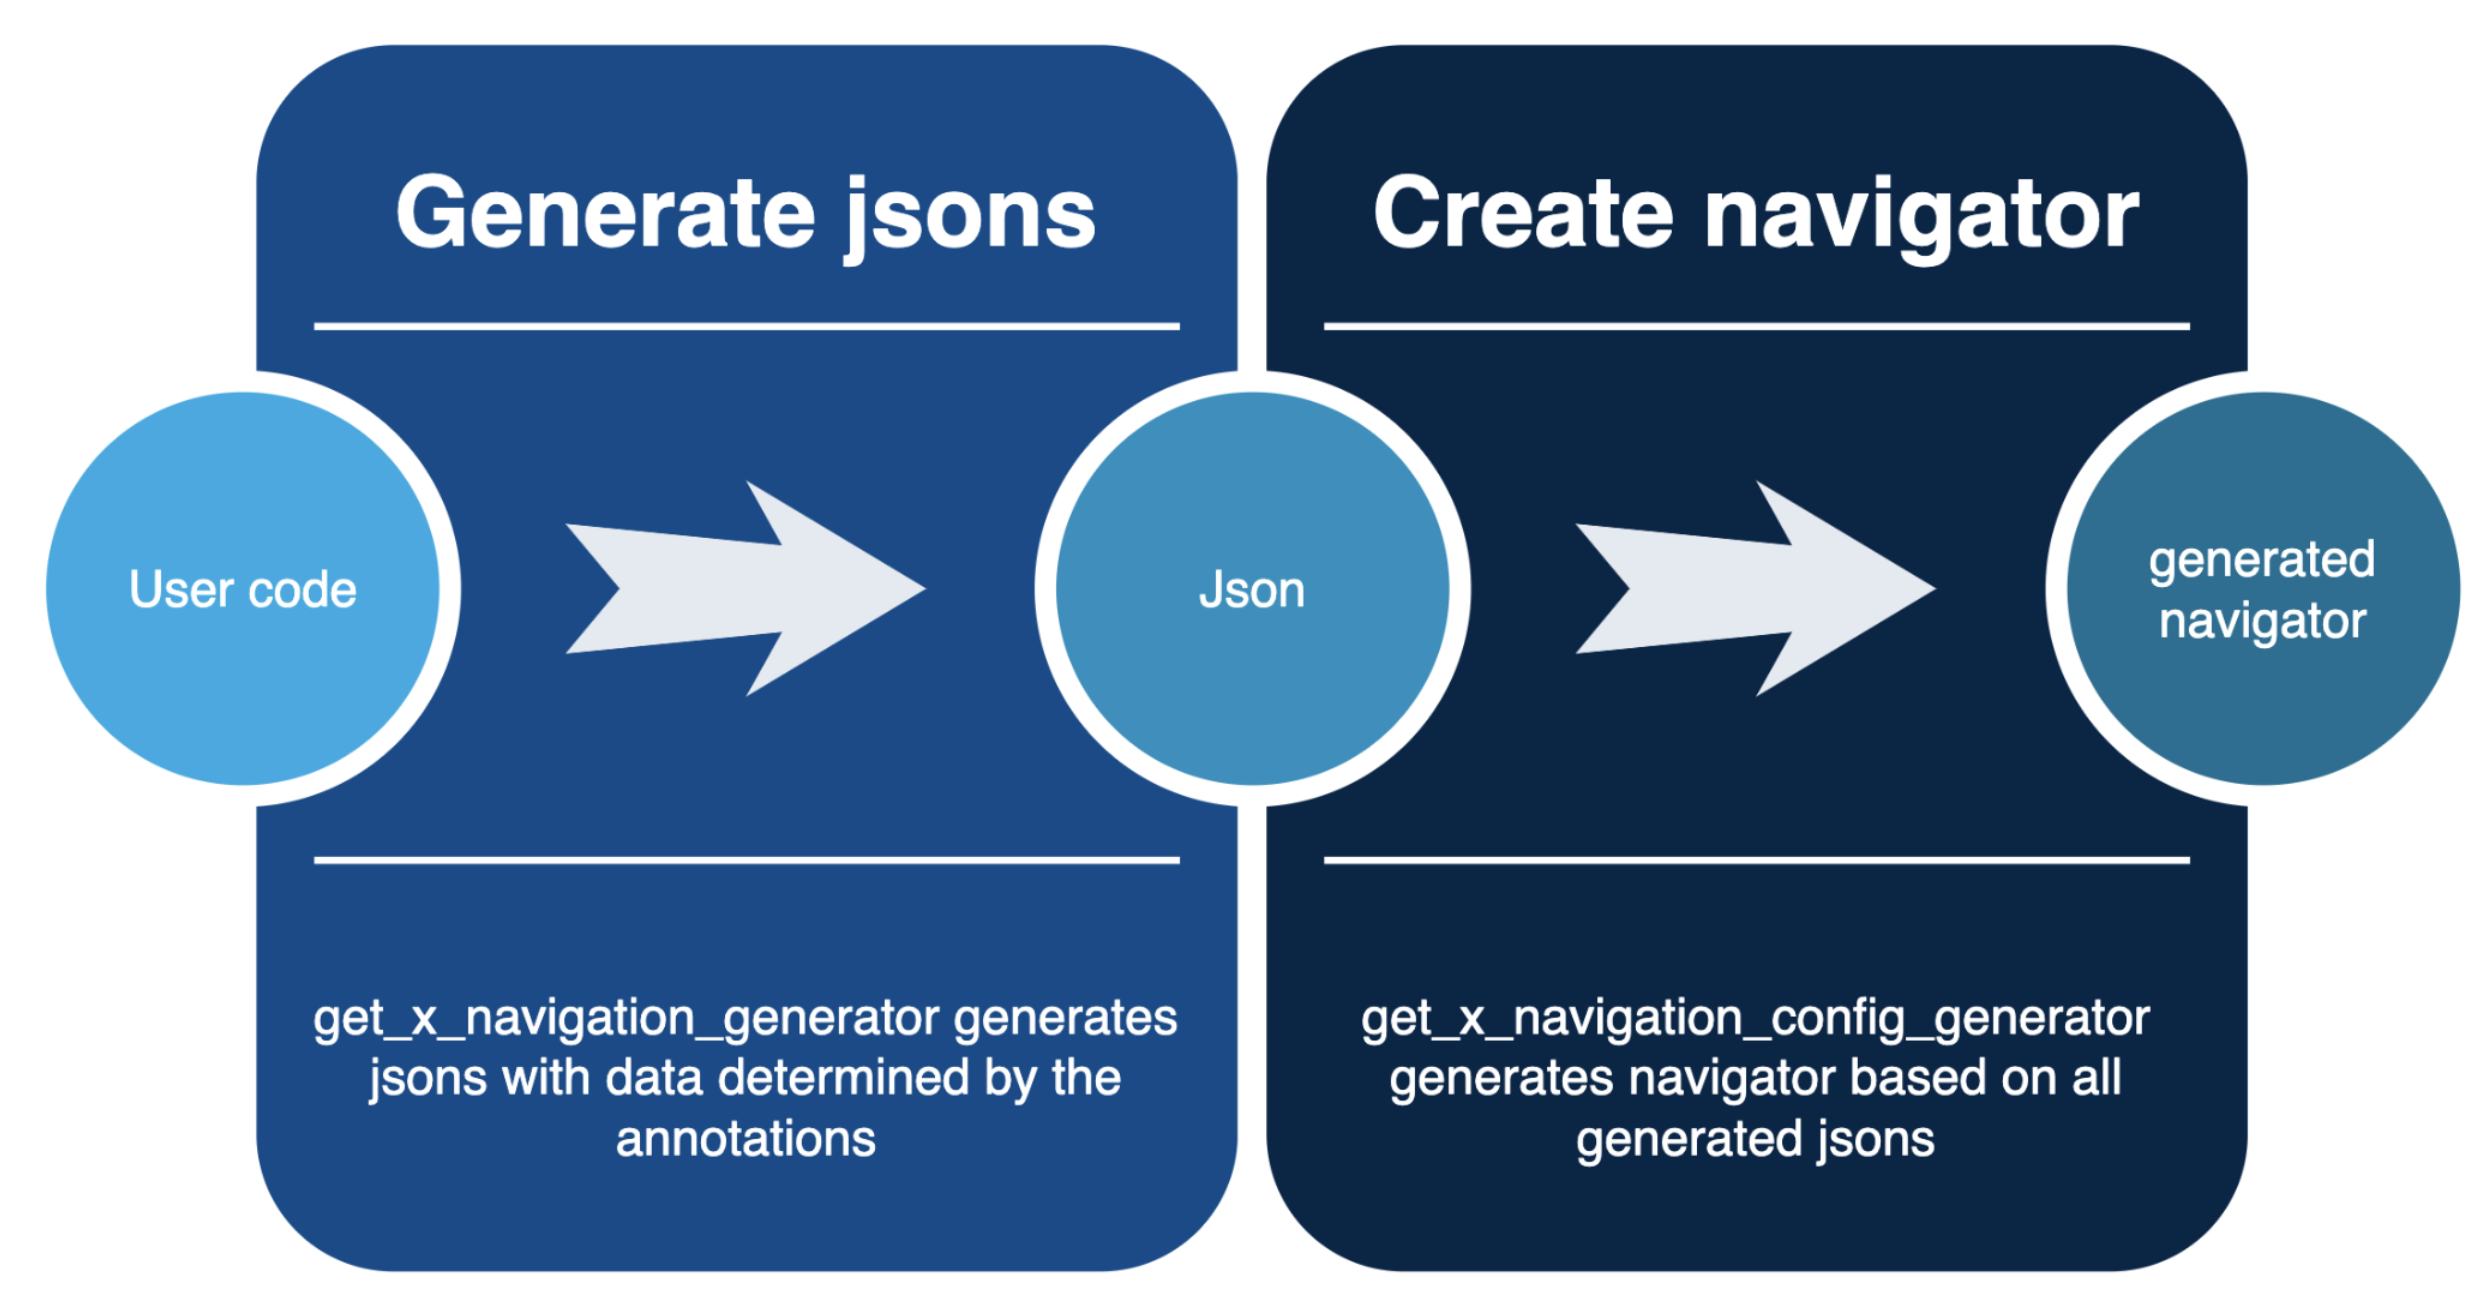 Generate jsons
User code
get_x_navigation_generator generates
jsons with data determined by the
annotations
Json
Create navigator
generated
navigator
get_x_navigation_config_generator
generates navigator based on all
generated jsons